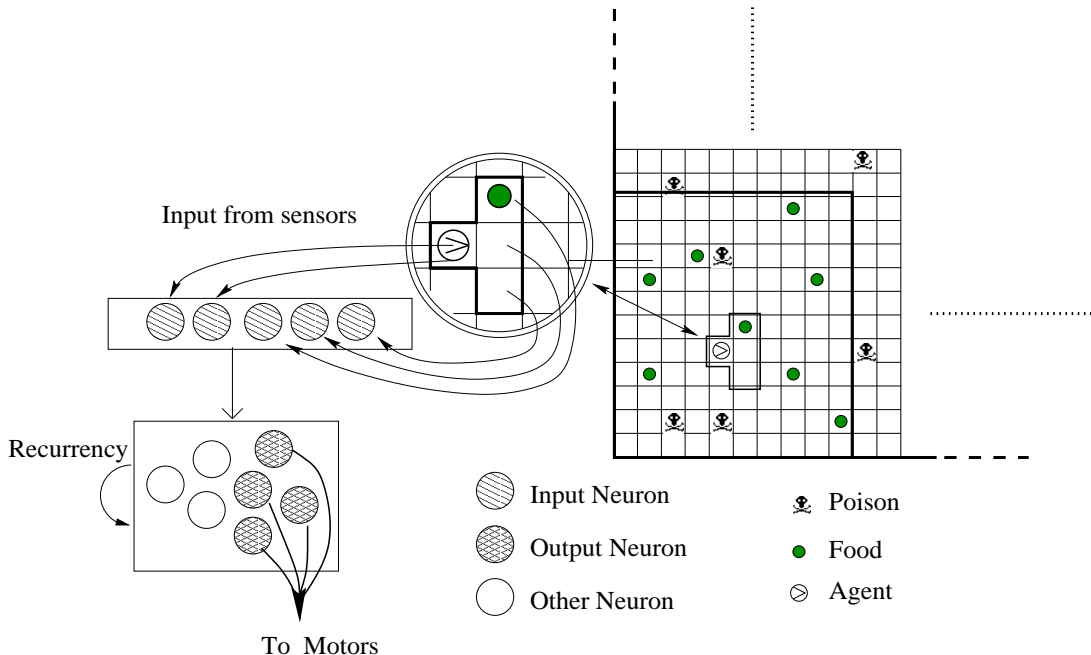 Input from sensors
Recurrency
To Motors
Input Neuron
Output Neuron
Other Neuron
Poison
Food
Agent